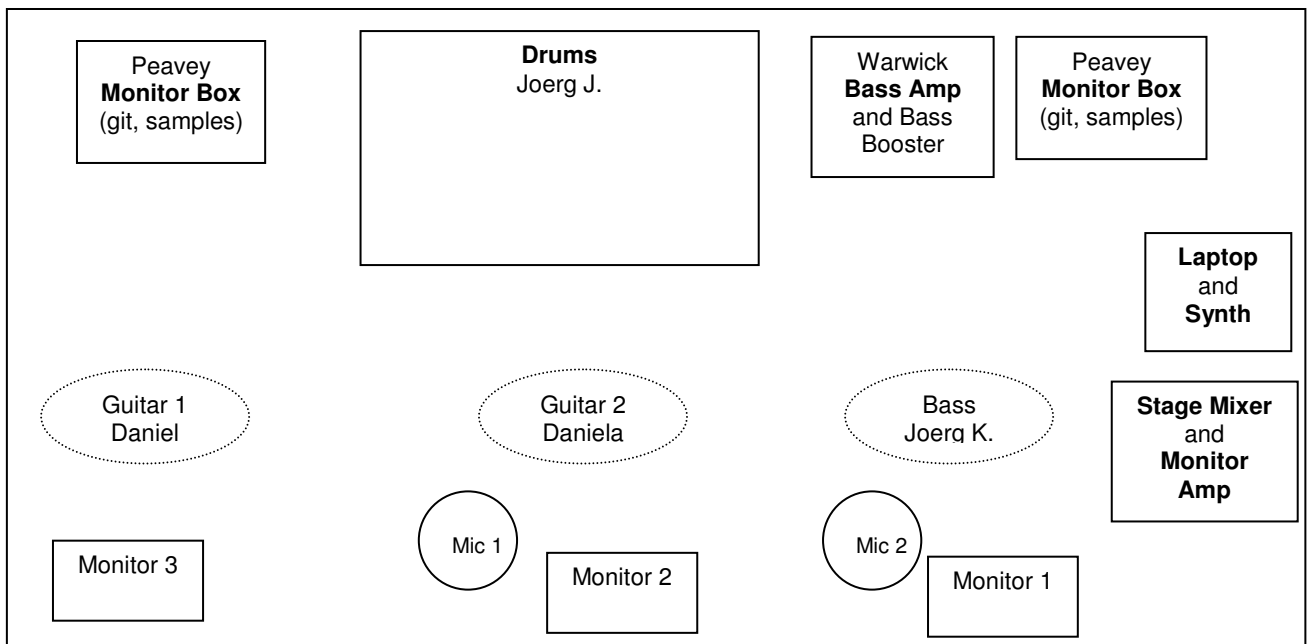 Peavey
Monitor Box
(git, samples)
Drums
Joerg J.
Warwick
Bass Amp
and Bass
Booster
Peavey
Monitor Box
(git, samples)
Laptop
and
Synth
Guitar 1
Daniel
Guitar 2
Daniela
Bass
Joerg K.
Stage Mixer
and
Monitor
Amp
Mic 1
Mic 2
Monitor 3
Monitor 2
Monitor 1